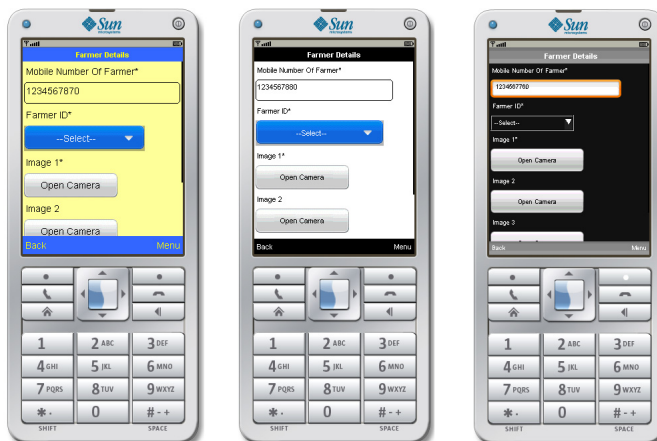 Sun
microsystems
Farmer Details
Mobile Number Of Farmer*
1234567870
Farmer ID*
--Select--
Image 1*
Open Camera
Image 2
Open Camera
Back Menu
1 2 ABC 3 DEF
4 GHI 5 JKL 6 MNO
7 PQRS 8 TUV 9 WXYZ
* . 0 # - +
SHIFT SPACE
Sun
microsystems
Farmer Details
Mobile Number Of Farmer*
1234567880
Farmer ID*
--Select--
Image 1*
Open Camera
Image 2
Open Camera
Back Menu
1 2 ABC 3 DEF
4 GHI 5 JKL 6 MNO
7 PQRS 8 TUV 9 WXYZ
* . 0 # - +
SHIFT SPACE
Sun
microsystems
Farmer Details
Mobile Number Of Farmer*
1234567760
Farmer ID*
--Select--
Image 1*
Open Camera
Image 2
Open Camera
Image 3
Back Menu
1 2 ABC 3 DEF
4 GHI 5 JKL 6 MNO
7 PQRS 8 TUV 9 WXYZ
* . 0 # - +
SHIFT SPACE